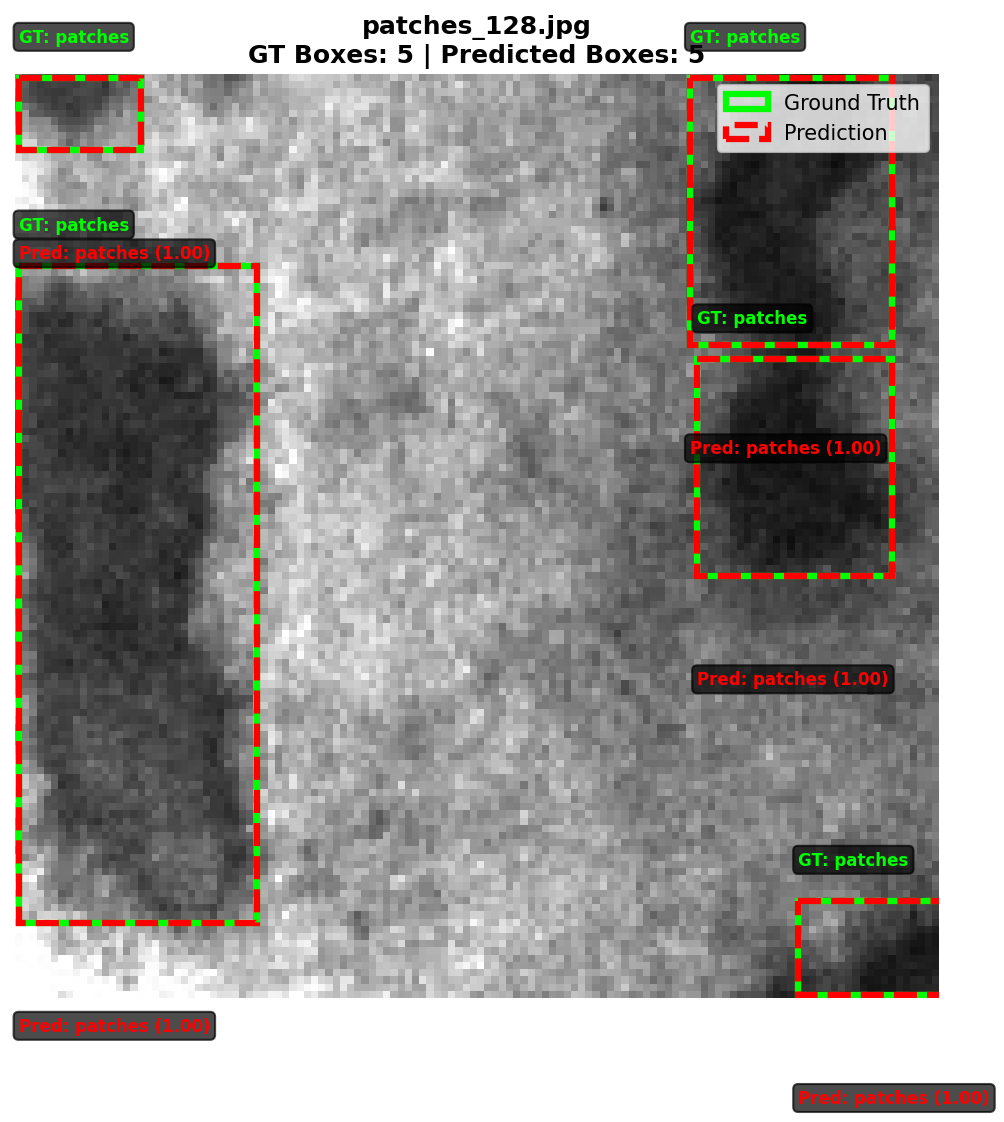 patches_128.jpg
GT Boxes: 5 | Predicted Boxes: 5
GT: patches
GT: patches
Ground Truth
Prediction
GT: patches
Pred: patches (1.00)
GT: patches
Pred: patches (1.00)
Pred: patches (1.00)
GT: patches
Pred: patches (1.00)
Pred: patches (1.00)